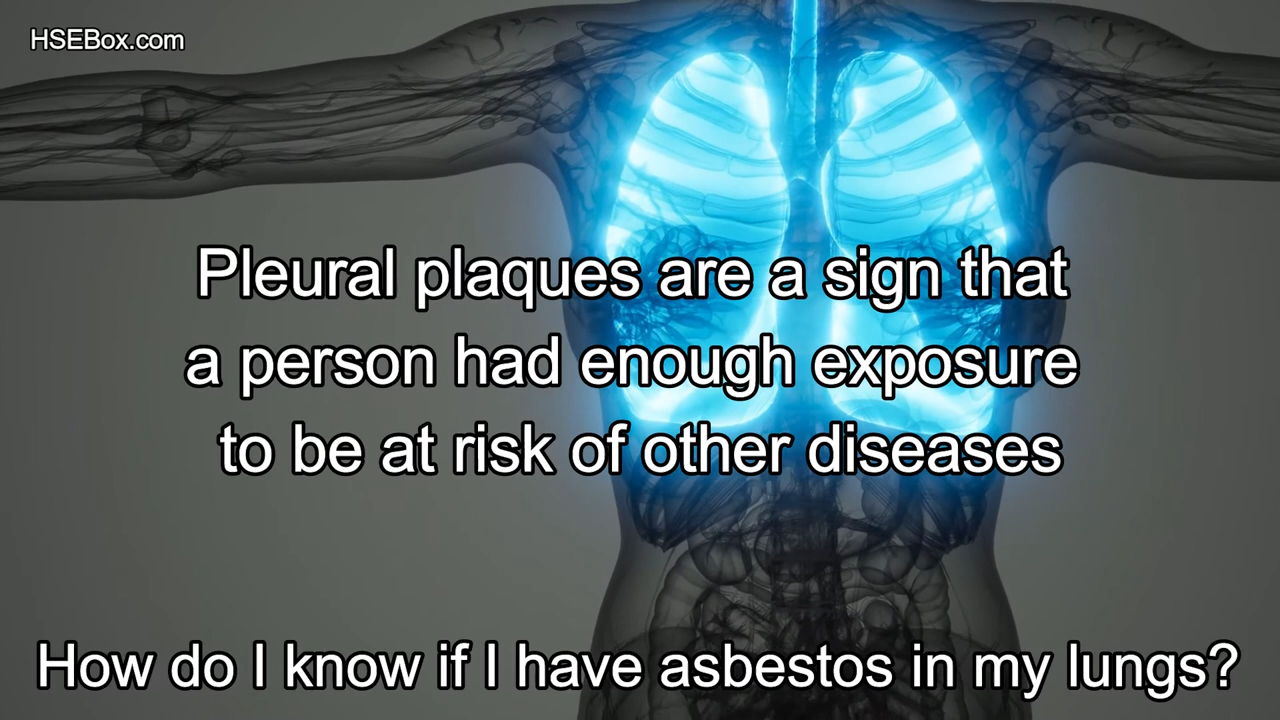 HSEBox.com
Pleural plaques are a sign that
a person had enough exposure
to be at risk of other diseases
How do I know if I have asbestos in my lungs?